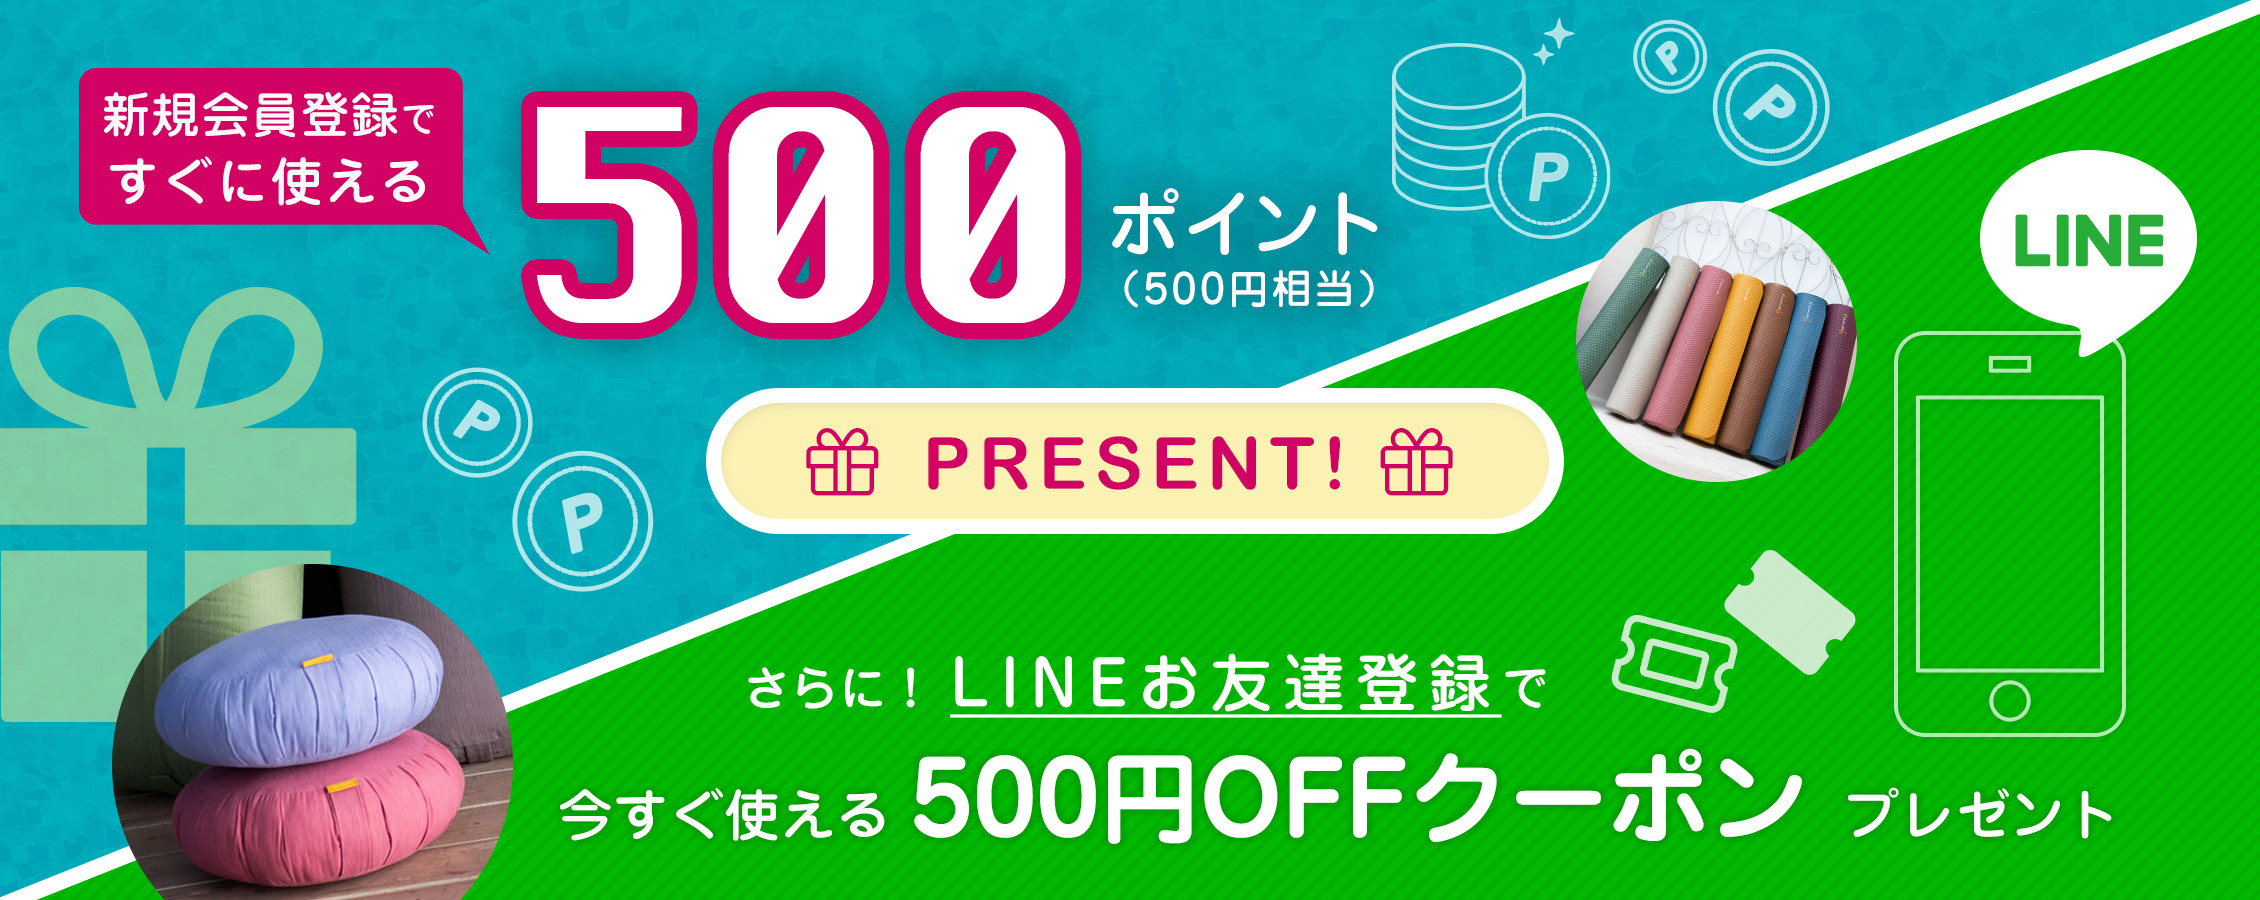 新規会員登録で
すぐに使える
500
ポイント
（500円相当）
PRESENT!
LINE
さらに！LINEお友達登録で
今すぐ使える 500円OFFクーポン プレゼント
P
P
P
P
P